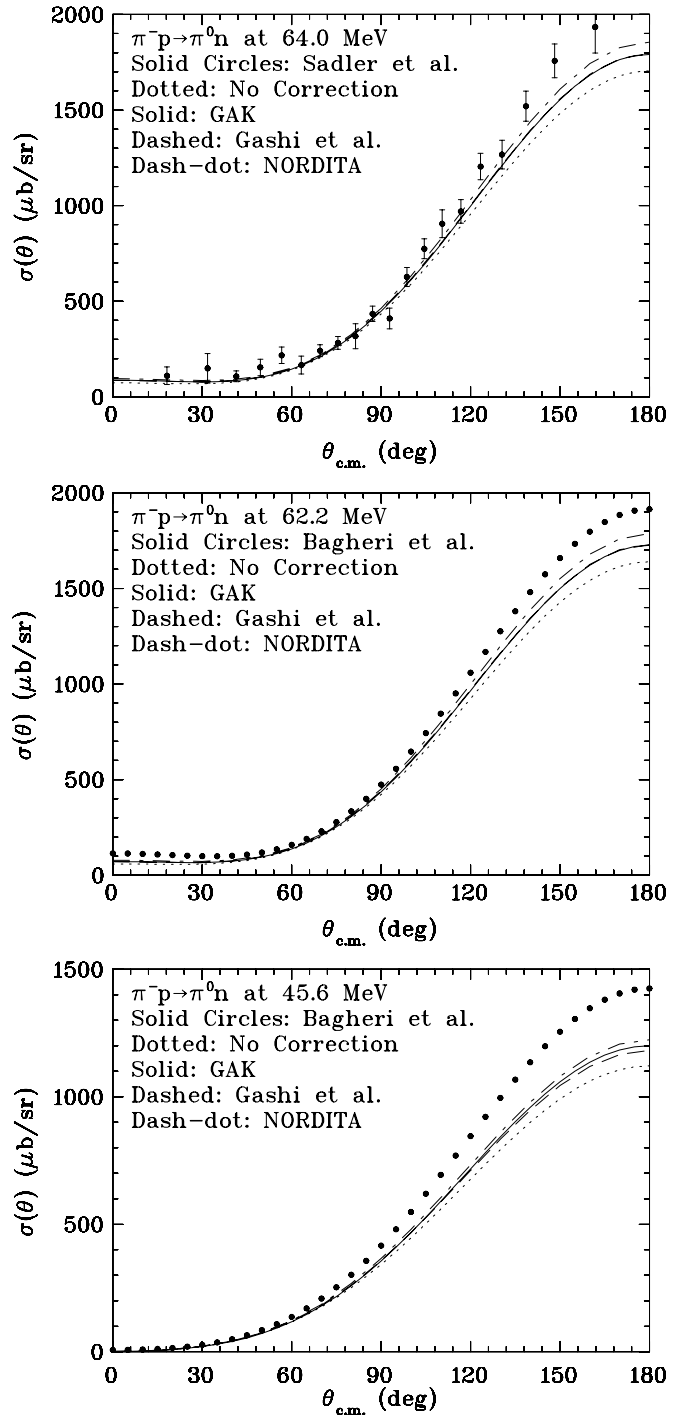 2000
1500
1000
500
0
σ(θ) (μb/sr)
π⁻p→π⁰n at 64.0 MeV
Solid Circles: Sadler et al.
Dotted: No Correction
Solid: GAK
Dashed: Gashi et al.
Dash−dot: NORDITA
0 30 60 90 120 150 180
θc.m. (deg)
2000
1500
1000
500
0
σ(θ) (μb/sr)
π⁻p→π⁰n at 62.2 MeV
Solid Circles: Bagheri et al.
Dotted: No Correction
Solid: GAK
Dashed: Gashi et al.
Dash−dot: NORDITA
0 30 60 90 120 150 180
θc.m. (deg)
1500
1000
500
0
σ(θ) (μb/sr)
π⁻p→π⁰n at 45.6 MeV
Solid Circles: Bagheri et al.
Dotted: No Correction
Solid: GAK
Dashed: Gashi et al.
Dash−dot: NORDITA
0 30 60 90 120 150 180
θc.m. (deg)